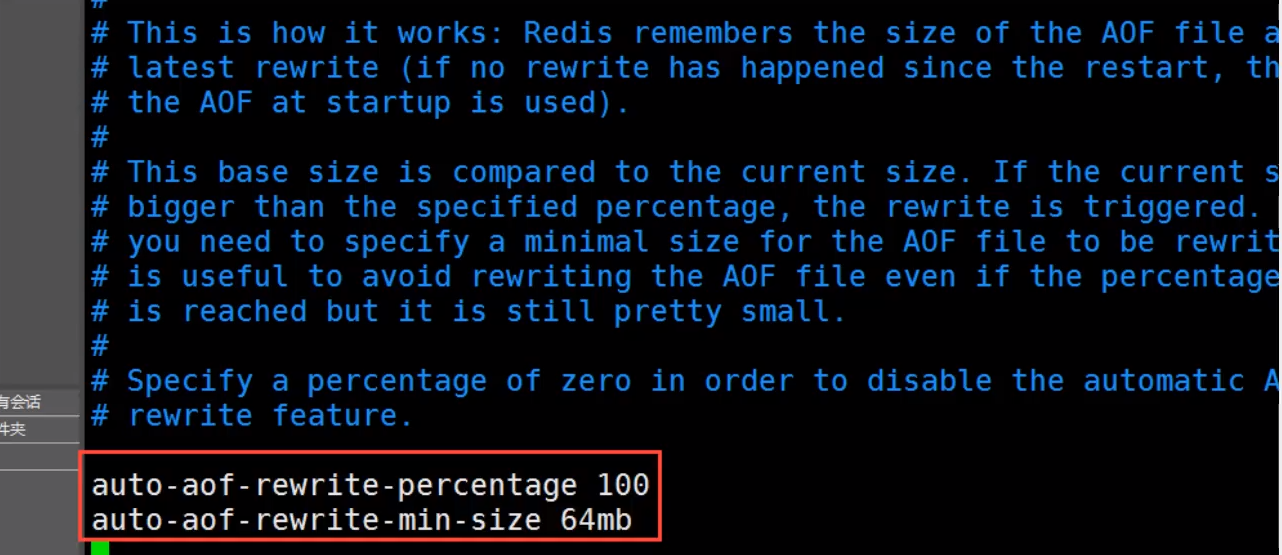 #
# This is how it works: Redis remembers the size of the AOF file a
# latest rewrite (if no rewrite has happened since the restart, th
# the AOF at startup is used).
#
# This base size is compared to the current size. If the current s
# bigger than the specified percentage, the rewrite is triggered.
# you need to specify a minimal size for the AOF file to be rewrit
# is useful to avoid rewriting the AOF file even if the percentage
# is reached but it is still pretty small.
#
# Specify a percentage of zero in order to disable the automatic A
# rewrite feature.
有会话
件夹
auto-aof-rewrite-percentage 100
auto-aof-rewrite-min-size 64mb